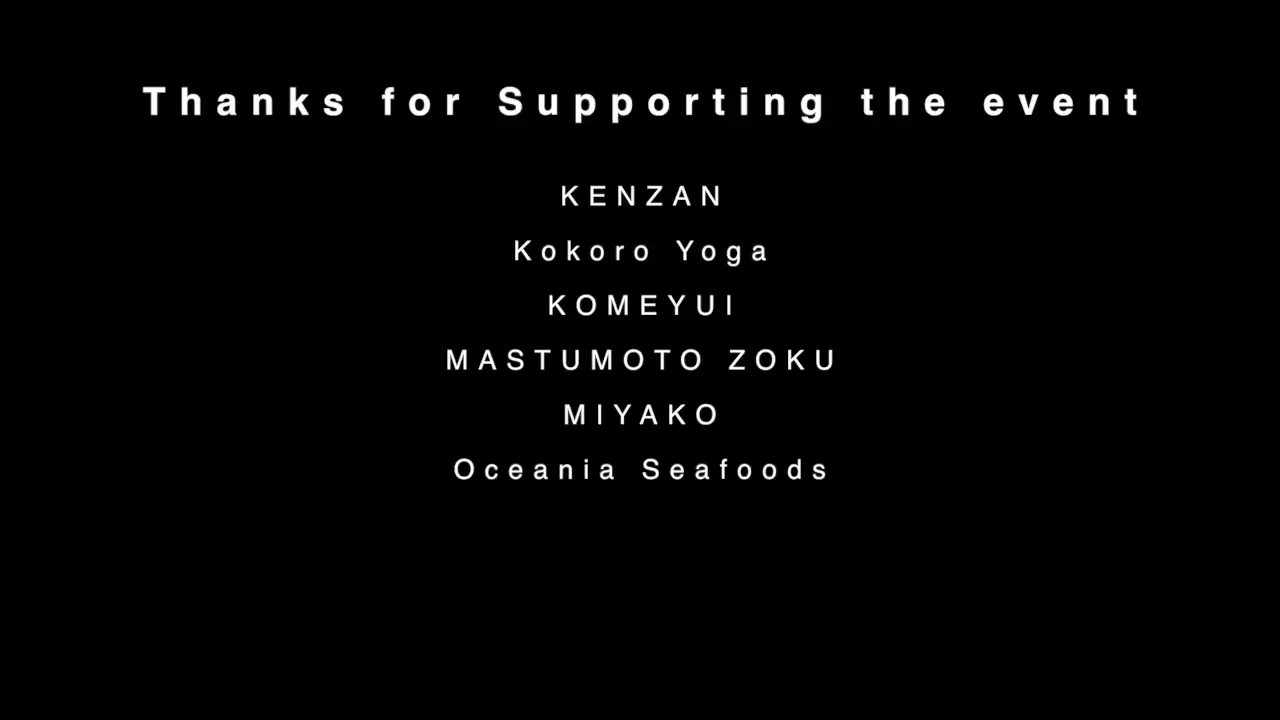 Thanks for Supporting the event
KENZAN
Kokoro Yoga
KOMEYUI
MASTUMOTO ZOKU
MIYAKO
Oceania Seafoods